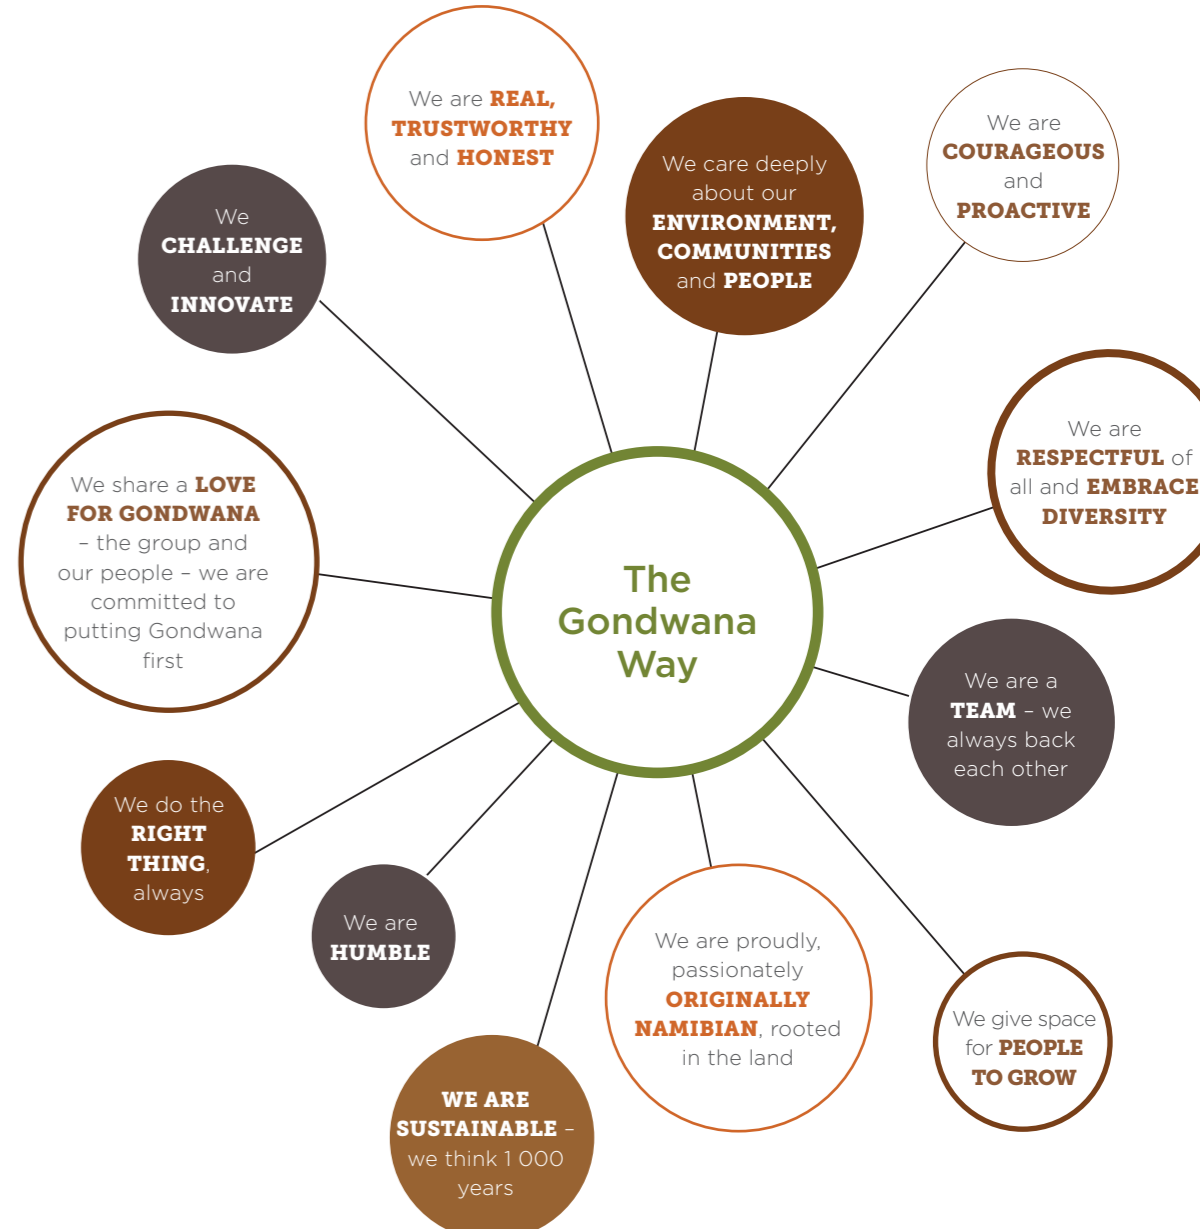 We are REAL,
TRUSTWORTHY
and HONEST
We care deeply
about our
ENVIRONMENT,
COMMUNITIES
and PEOPLE
We are
COURAGEOUS
and
PROACTIVE
We
CHALLENGE
and
INNOVATE
We are
RESPECTFUL of
all and EMBRACE
DIVERSITY
We share a LOVE
FOR GONDWANA
– the group and
our people – we are
committed to
putting Gondwana
first
The
Gondwana
Way
We are a
TEAM – we
always back
each other
We do the
RIGHT
THING,
always
We are
HUMBLE
We are proudly,
passionately
ORIGINALLY
NAMIBIAN, rooted
in the land
We give space
for PEOPLE
TO GROW
WE ARE
SUSTAINABLE –
we think 1 000
years